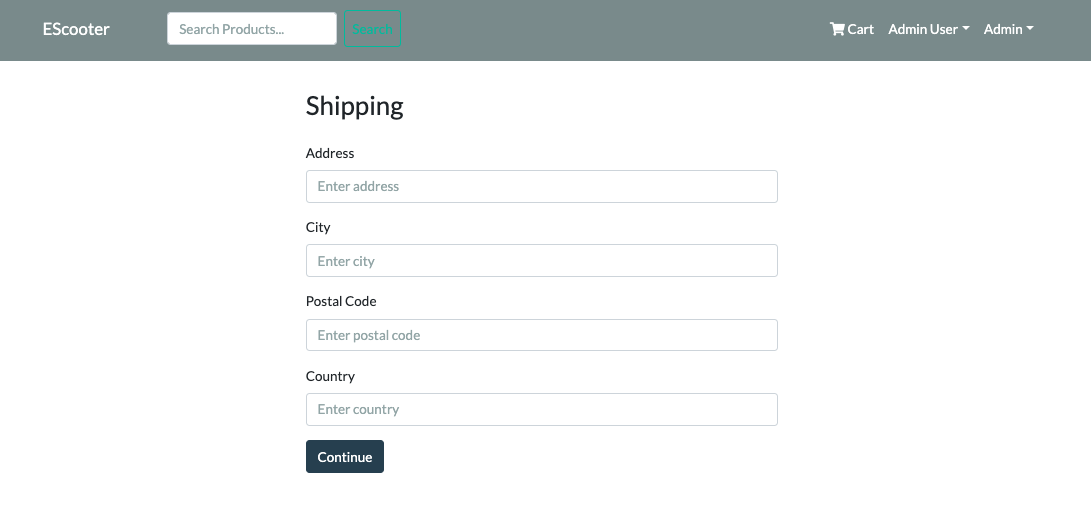 EScooter Search Products... Search Cart Admin User Admin
Shipping
Address
Enter address
City
Enter city
Postal Code
Enter postal code
Country
Enter country
Continue